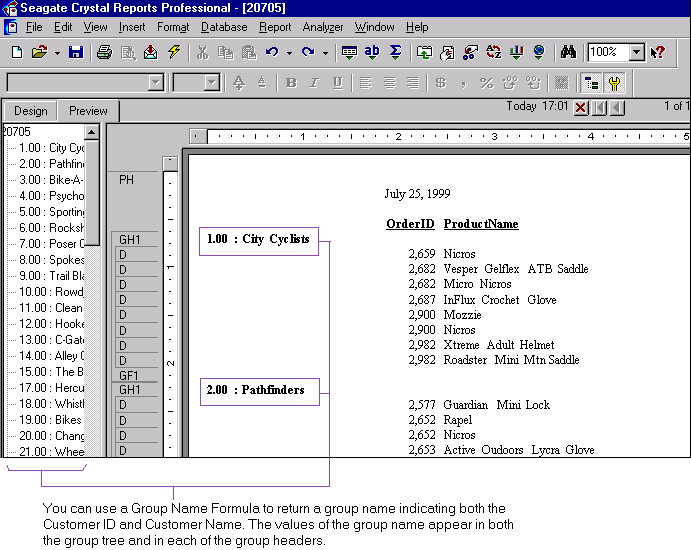 Seagate Crystal Reports Professional - [20705]
File Edit View Insert Format Database Report Analyzer Window Help
100%
B I U $ , %
Design Preview Today 17:01 1 of 1
20705
1.00 : City Cyc
2.00 : Pathfin
3.00 : Bike-A-
4.00 : Psycho
5.00 : Sporting
6.00 : Rocksh
7.00 : Poser C
8.00 : Spokes
9.00 : Trail Bla
10.00 : Rowd
11.00 : Clean
12.00 : Hooke
13.00 : C-Gat
14.00 : Alley C
15.00 : The B
17.00 : Hercu
18.00 : Whistl
19.00 : Bikes
20.00 : Chang
21.00 : Whee
PH
GH1
D
D
D
D
D
D
D
D
GF1
GH1
D
D
D
D
1 2 3 4 5
1
2
July 25, 1999
OrderID ProductName
1.00 : City Cyclists
2,659 Nicros
2,682 Vesper Gelflex ATB Saddle
2,682 Micro Nicros
2,687 InFlux Crochet Glove
2,900 Mozzie
2,900 Nicros
2,982 Xtreme Adult Helmet
2,982 Roadster Mini Mtn Saddle
2.00 : Pathfinders
2,577 Guardian Mini Lock
2,652 Rapel
2,652 Nicros
2,653 Active Oudoors Lycra Glove
You can use a Group Name Formula to return a group name indicating both the
Customer ID and Customer Name. The values of the group name appear in both
the group tree and in each of the group headers.